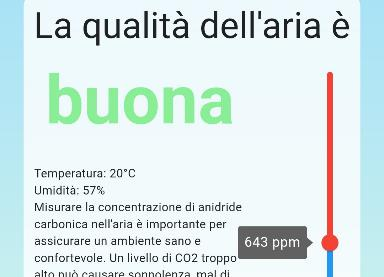 La qualità dell'aria è
buona
Temperatura: 20°C
Umidità: 57%
Misurare la concentrazione di anidride
carbonica nell'aria è importante per
assicurare un ambiente sano e
confortevole. Un livello di CO2 troppo
alto può causare sonnolenza, mal di
643 ppm